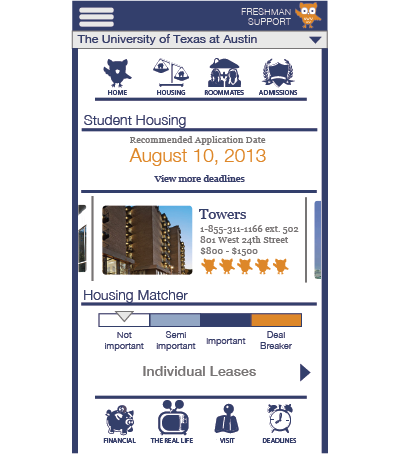 FRESHMAN
SUPPORT
The University of Texas at Austin
HOME HOUSING ROOMMATES ADMISSIONS
Student Housing
Recommended Application Date
August 10, 2013
View more deadlines
Towers
1-855-311-1166 ext. 502
801 West 24th Street
$800 - $1500
Housing Matcher
Not important Semi important Important Deal Breaker
Individual Leases
FINANCIAL THE REAL LIFE VISIT DEADLINES